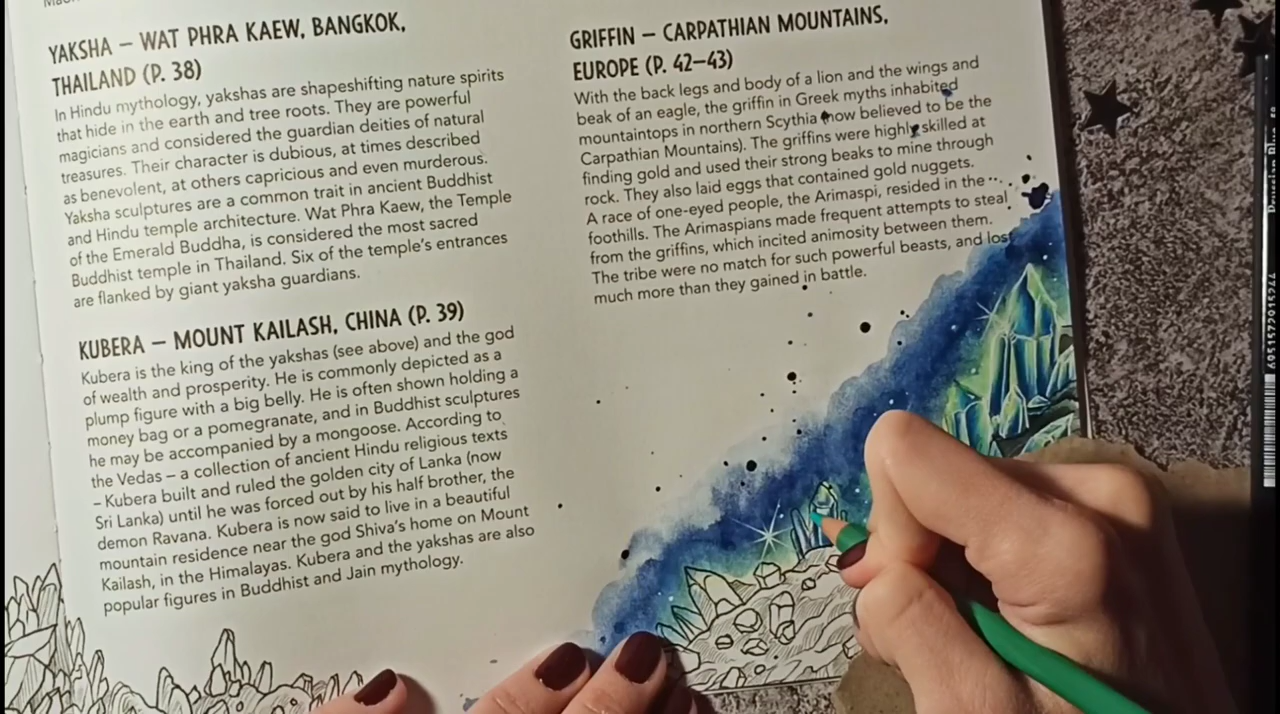 YAKSHA – WAT PHRA KAEW, BANGKOK,
THAILAND (P. 38)
In Hindu mythology, yakshas are shapeshifting nature spirits
that hide in the earth and tree roots. They are powerful
magicians and considered the guardian deities of natural
treasures. Their character is dubious, at times described
as benevolent, at others capricious and even murderous.
Yaksha sculptures are a common trait in ancient Buddhist
and Hindu temple architecture. Wat Phra Kaew, the Temple
of the Emerald Buddha, is considered the most sacred
Buddhist temple in Thailand. Six of the temple's entrances
are flanked by giant yaksha guardians.
KUBERA – MOUNT KAILASH, CHINA (P. 39)
Kubera is the king of the yakshas (see above) and the god
of wealth and prosperity. He is commonly depicted as a
plump figure with a big belly. He is often shown holding a
money bag or a pomegranate, and in Buddhist sculptures
he may be accompanied by a mongoose. According to
the Vedas – a collection of ancient Hindu religious texts
– Kubera built and ruled the golden city of Lanka (now
Sri Lanka) until he was forced out by his half brother, the
demon Ravana. Kubera is now said to live in a beautiful
mountain residence near the god Shiva's home on Mount
Kailash, in the Himalayas. Kubera and the yakshas are also
popular figures in Buddhist and Jain mythology.
GRIFFIN – CARPATHIAN MOUNTAINS,
EUROPE (P. 42–43)
With the back legs and body of a lion and the wings and
beak of an eagle, the griffin in Greek myths inhabited
mountaintops in northern Scythia (now believed to be the
Carpathian Mountains). The griffins were highly skilled at
finding gold and used their strong beaks to mine through
rock. They also laid eggs that contained gold nuggets.
A race of one-eyed people, the Arimaspi, resided in the
foothills. The Arimaspians made frequent attempts to steal
from the griffins, which incited animosity between them.
The tribe were no match for such powerful beasts, and lost
much more than they gained in battle.
6951572015244